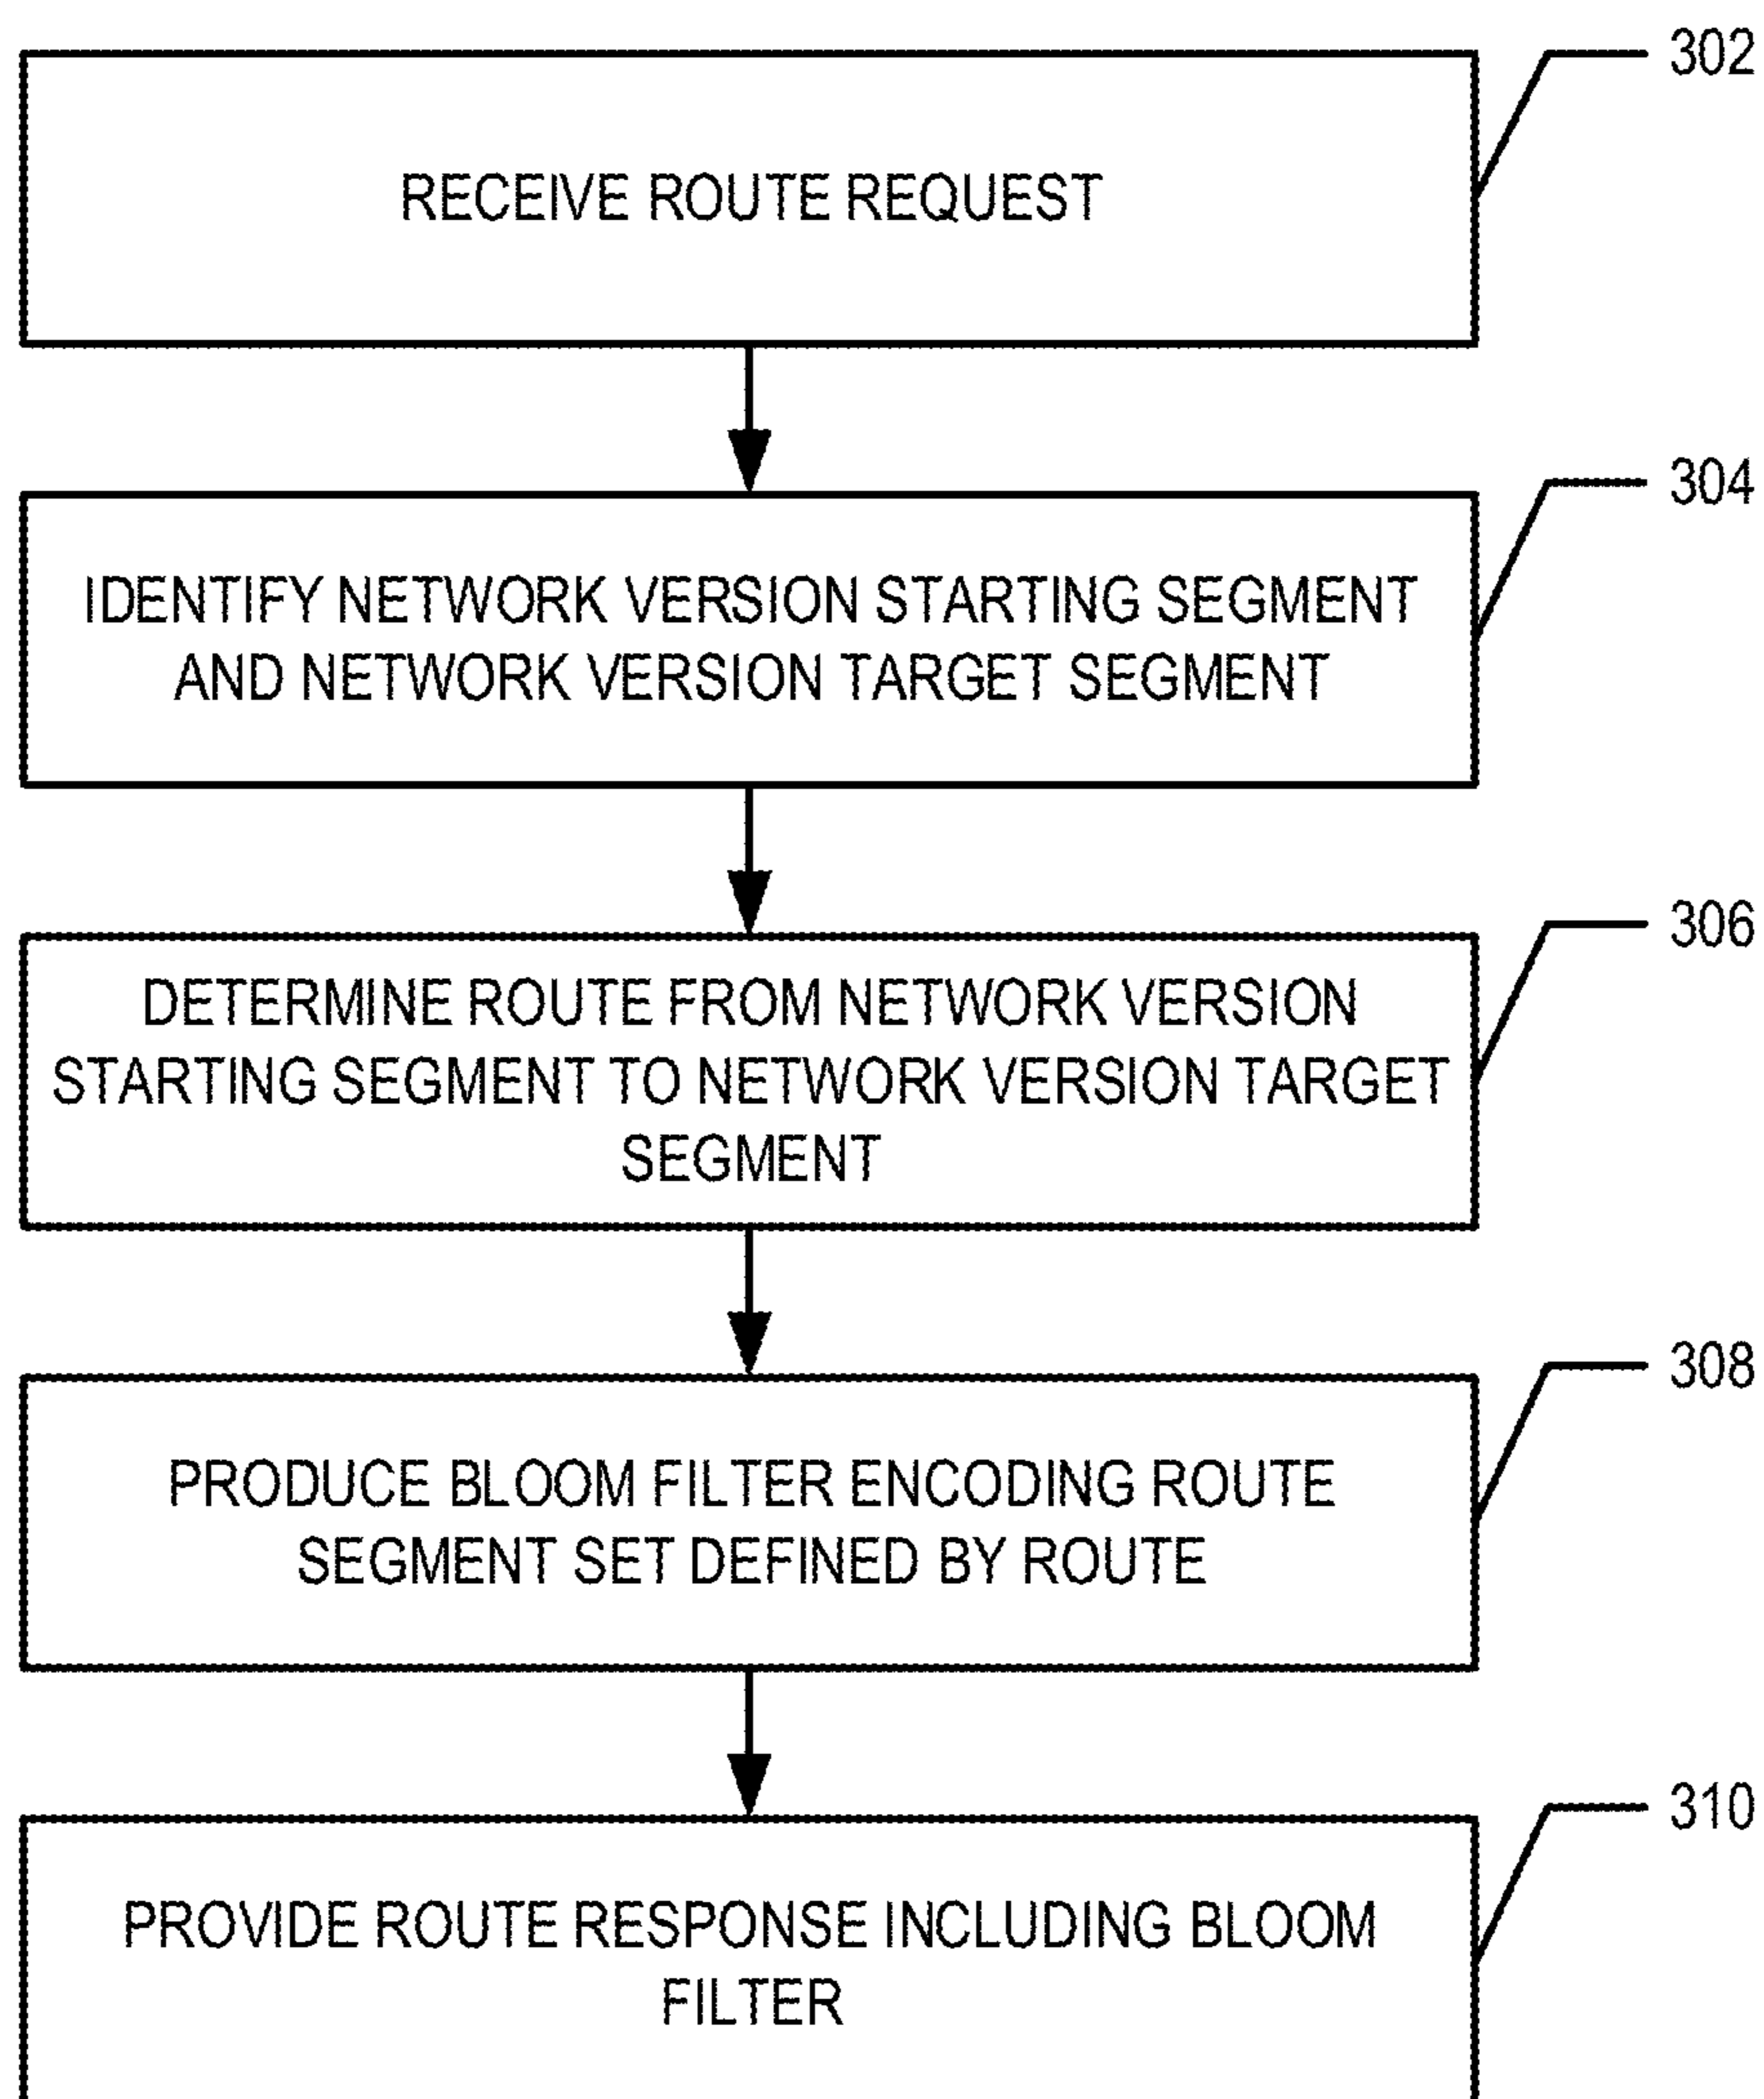 302
RECEIVE ROUTE REQUEST
304
IDENTIFY NETWORK VERSION STARTING SEGMENT
AND NETWORK VERSION TARGET SEGMENT
306
DETERMINE ROUTE FROM NETWORK VERSION
STARTING SEGMENT TO NETWORK VERSION TARGET
SEGMENT
308
PRODUCE BLOOM FILTER ENCODING ROUTE
SEGMENT SET DEFINED BY ROUTE
310
PROVIDE ROUTE RESPONSE INCLUDING BLOOM
FILTER